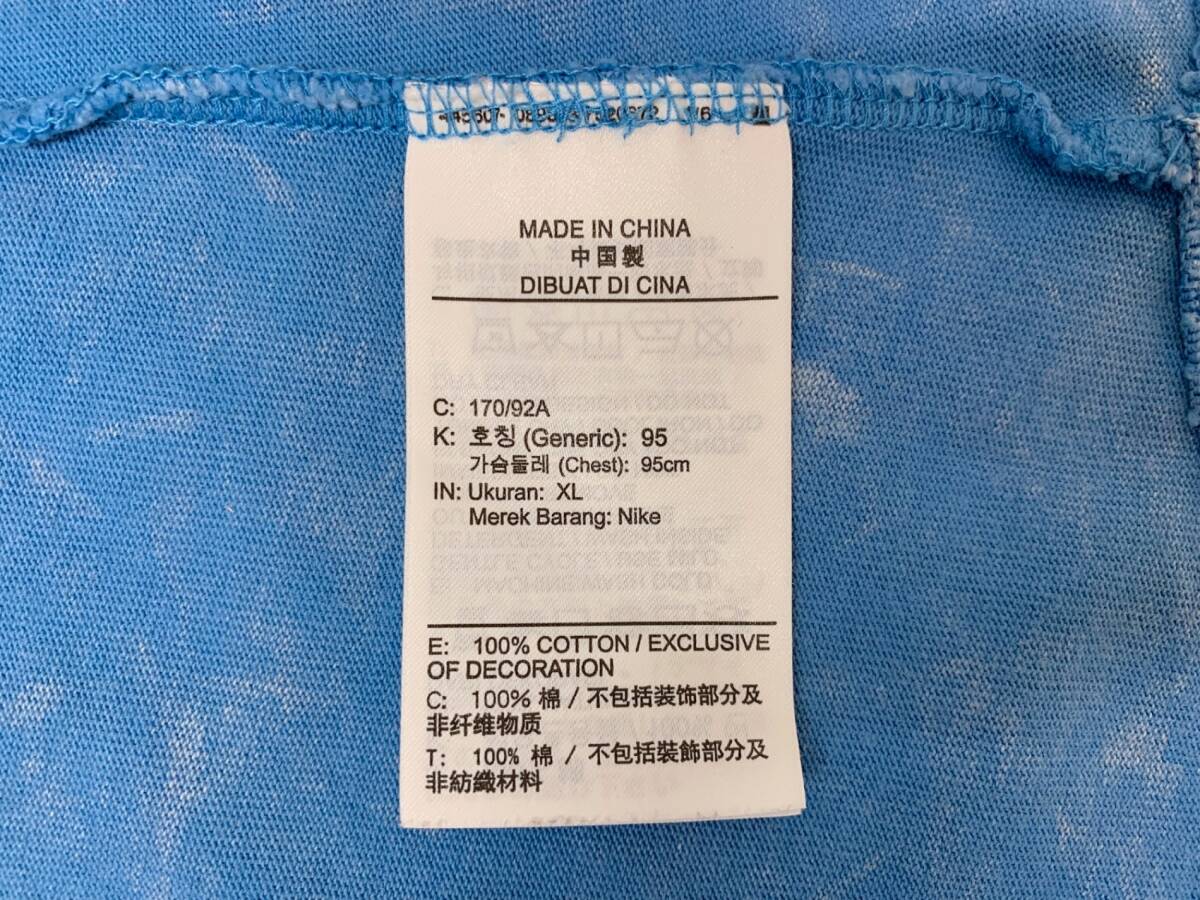 MADE IN CHINA
中国製
DIBUAT DI CINA
C: 170/92A
K: 호칭 (Generic): 95
가슴둘레 (Chest): 95cm
IN: Ukuran: XL
Merek Barang: Nike
E: 100% COTTON / EXCLUSIVE
OF DECORATION
C: 100% 棉 / 不包括装饰部分及
非纤维物质
T: 100% 棉 / 不包括裝飾部分及
非紡織材料